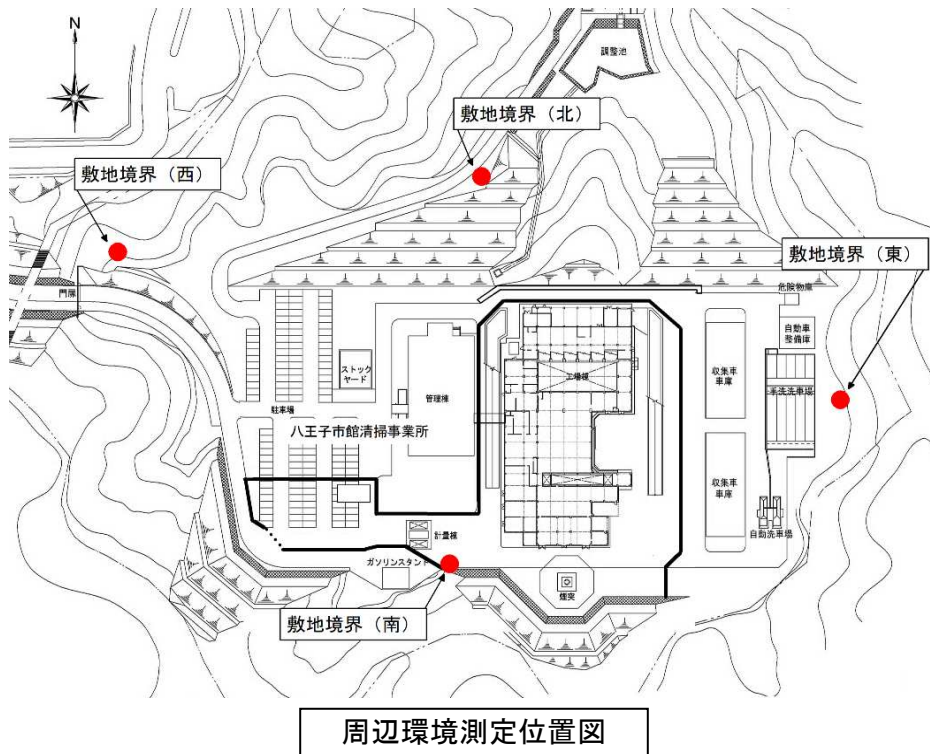 N
調整池
敷地境界（北）
敷地境界（西）
敷地境界（東）
門扉
危険物庫
自動車
整備庫
ストック
ヤード
管理棟
工場棟
収集車
車庫
手洗洗車場
駐車場
八王子市館清掃事業所
収集車
車庫
計量棟
自動洗車場
ガソリンスタンド
煙突
敷地境界（南）
周辺環境測定位置図